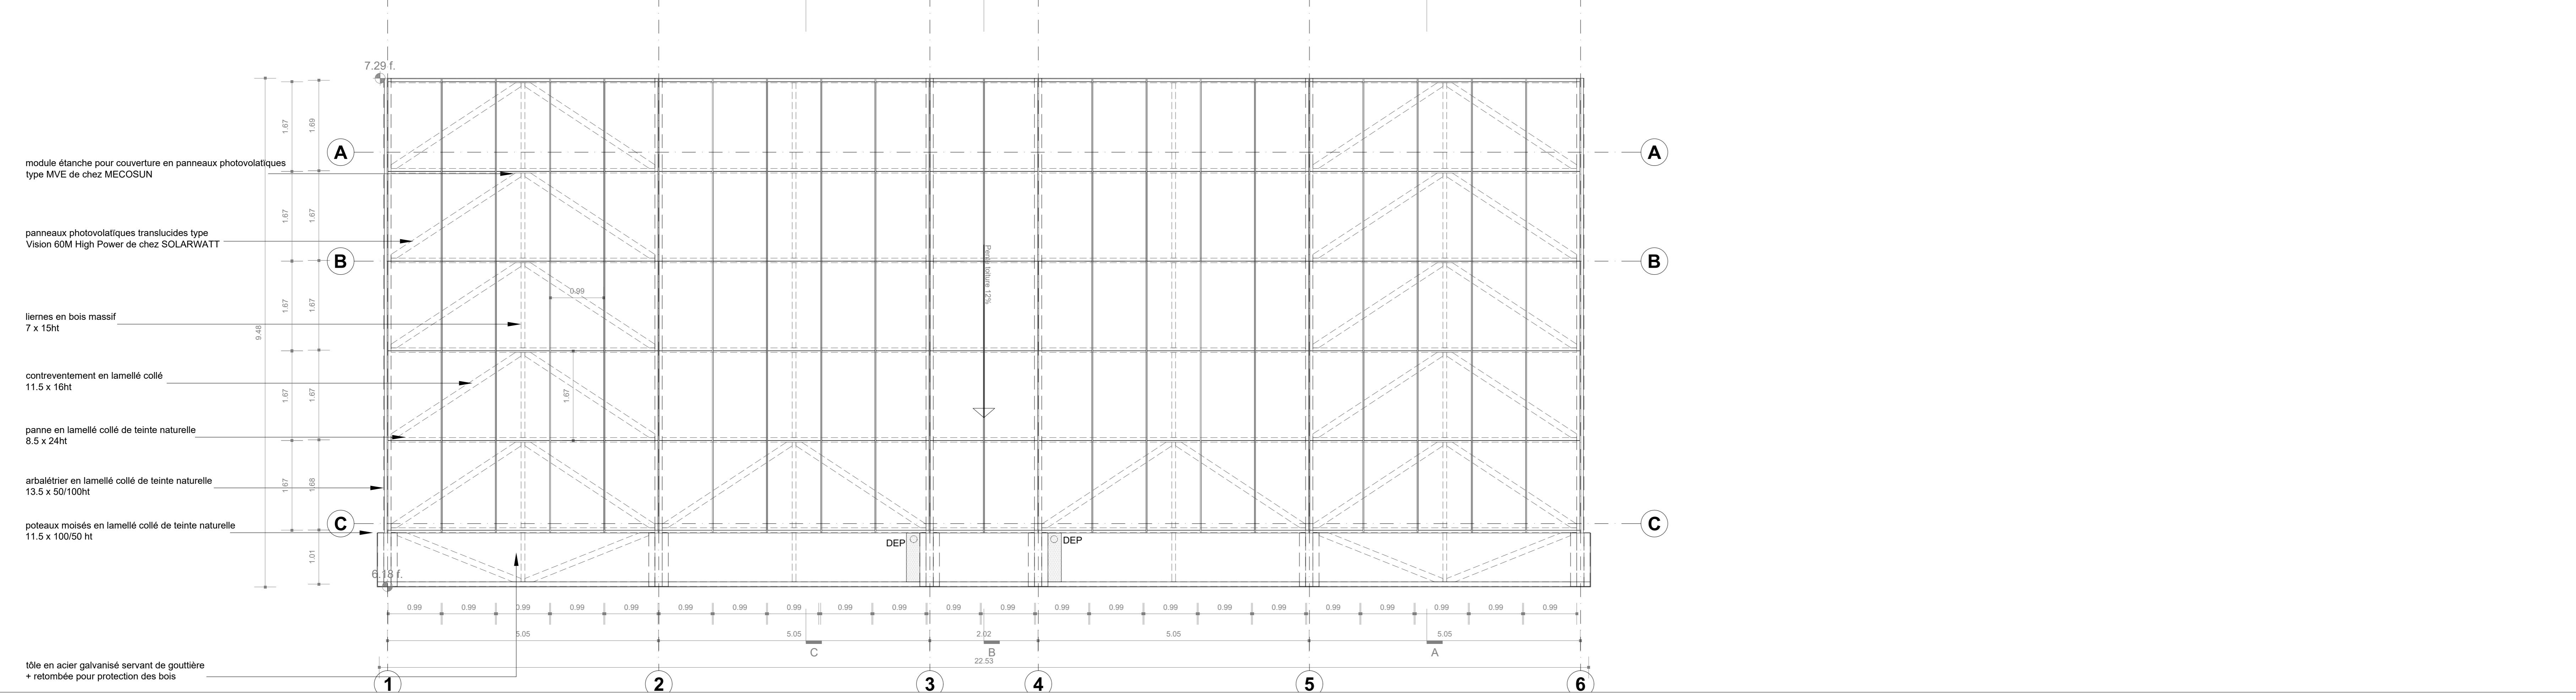 7.29 f.
1.67
1.69
A
A
module étanche pour couverture en panneaux photovolatïques
type MVE de chez MECOSUN
1.67
1.67
panneaux photovolatïques translucides type
Vision 60M High Power de chez SOLARWATT
B
B
Pente toiture 12%
0.99
1.67
1.67
liernes en bois massif
7 x 15ht
9.48
contreventement en lamellé collé
11.5 x 16ht
1.67
1.67
1.67
panne en lamellé collé de teinte naturelle
8.5 x 24ht
arbalétrier en lamellé collé de teinte naturelle
13.5 x 50/100ht
1.67
1.68
poteaux moisés en lamellé collé de teinte naturelle
11.5 x 100/50 ht
C
C
DEP
DEP
1.01
6.18 f.
0.99 0.99 0.99 0.99 0.99 0.99 0.99 0.99 0.99 0.99 0.99 0.99 0.99 0.99 0.99 0.99 0.99 0.99 0.99 0.99 0.99 0.99
5.05 5.05 2.02 5.05 5.05
C B A
22.53
tôle en acier galvanisé servant de gouttière
+ retombée pour protection des bois
1 2 3 4 5 6